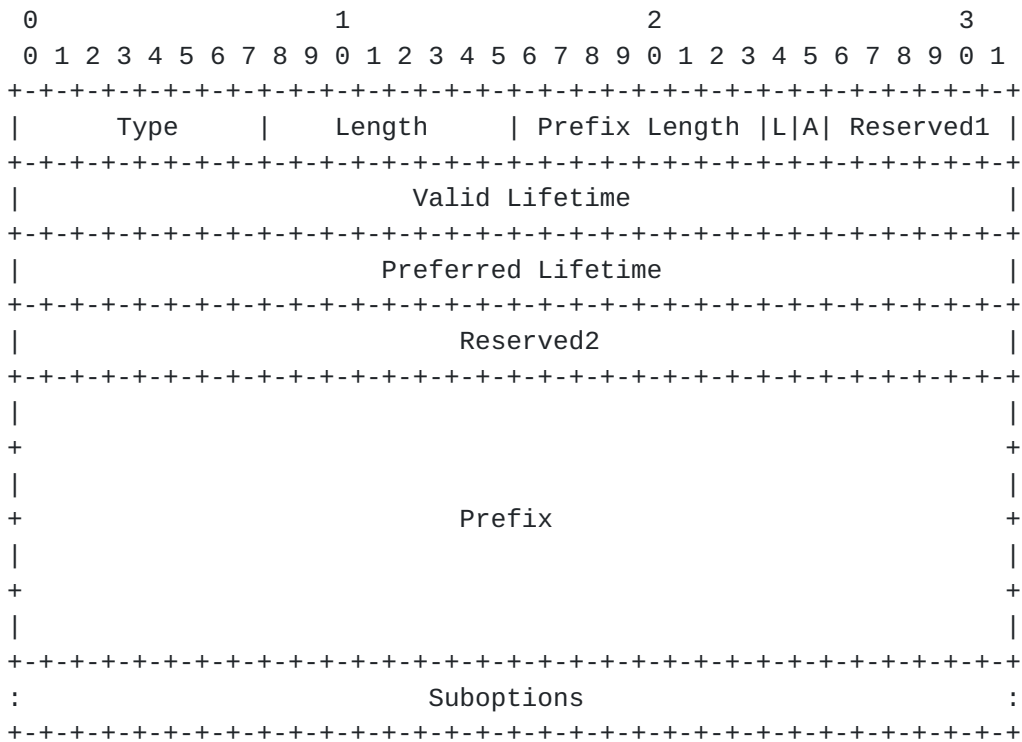 0                   1                   2                   3
 0 1 2 3 4 5 6 7 8 9 0 1 2 3 4 5 6 7 8 9 0 1 2 3 4 5 6 7 8 9 0 1
+-+-+-+-+-+-+-+-+-+-+-+-+-+-+-+-+-+-+-+-+-+-+-+-+-+-+-+-+-+-+-+-+
|      Type     |    Length     | Prefix Length |L|A| Reserved1 |
+-+-+-+-+-+-+-+-+-+-+-+-+-+-+-+-+-+-+-+-+-+-+-+-+-+-+-+-+-+-+-+-+
|                         Valid Lifetime                        |
+-+-+-+-+-+-+-+-+-+-+-+-+-+-+-+-+-+-+-+-+-+-+-+-+-+-+-+-+-+-+-+-+
|                       Preferred Lifetime                      |
+-+-+-+-+-+-+-+-+-+-+-+-+-+-+-+-+-+-+-+-+-+-+-+-+-+-+-+-+-+-+-+-+
|                            Reserved2                          |
+-+-+-+-+-+-+-+-+-+-+-+-+-+-+-+-+-+-+-+-+-+-+-+-+-+-+-+-+-+-+-+-+
|                                                               |
+                                                               +
|                                                               |
+                            Prefix                             +
|                                                               |
+                                                               +
|                                                               |
+-+-+-+-+-+-+-+-+-+-+-+-+-+-+-+-+-+-+-+-+-+-+-+-+-+-+-+-+-+-+-+-+
:                          Suboptions                           :
+-+-+-+-+-+-+-+-+-+-+-+-+-+-+-+-+-+-+-+-+-+-+-+-+-+-+-+-+-+-+-+-+